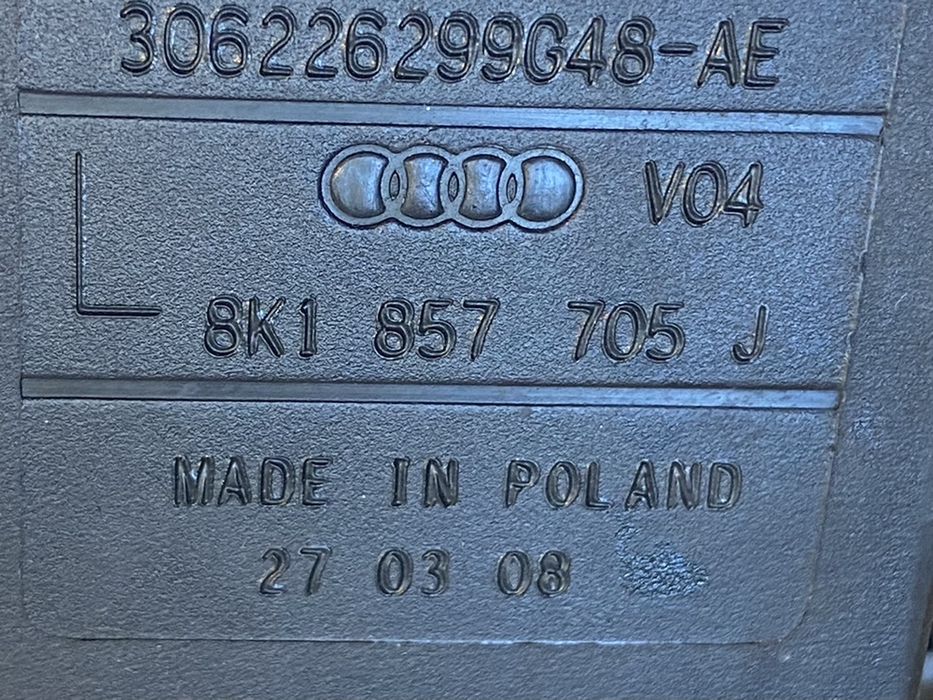 306226299G48-AE
V04
L
8K1 857 705 J
MADE IN POLAND
27 03 08